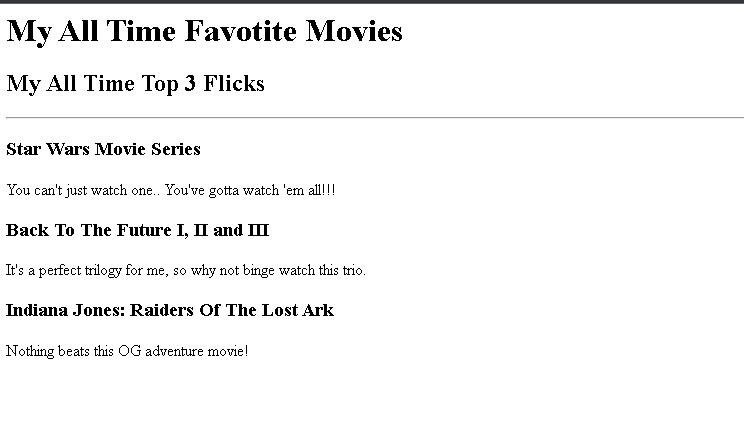 My All Time Favotite Movies
My All Time Top 3 Flicks
Star Wars Movie Series
You can't just watch one.. You've gotta watch 'em all!!!
Back To The Future I, II and III
It's a perfect trilogy for me, so why not binge watch this trio.
Indiana Jones: Raiders Of The Lost Ark
Nothing beats this OG adventure movie!